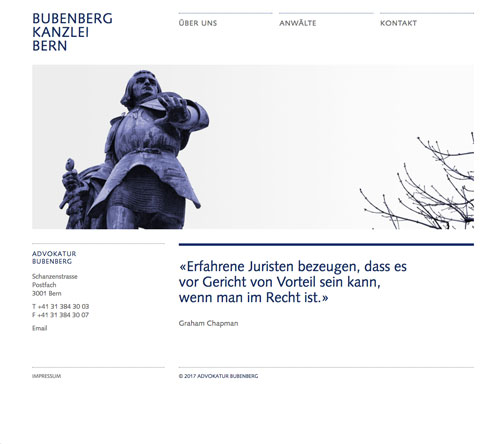 BUBENBERG
KANZLEI
BERN
ÜBER UNS
ANWÄLTE
KONTAKT
ADVOKATUR
BUBENBERG
Schanzenstrasse
Postfach
3001 Bern
T +41 31 384 30 03
F +41 31 384 30 07
Email
«Erfahrene Juristen bezeugen, dass es
vor Gericht von Vorteil sein kann,
wenn man im Recht ist.»
Graham Chapman
IMPRESSUM
© 2017 ADVOKATUR BUBENBERG